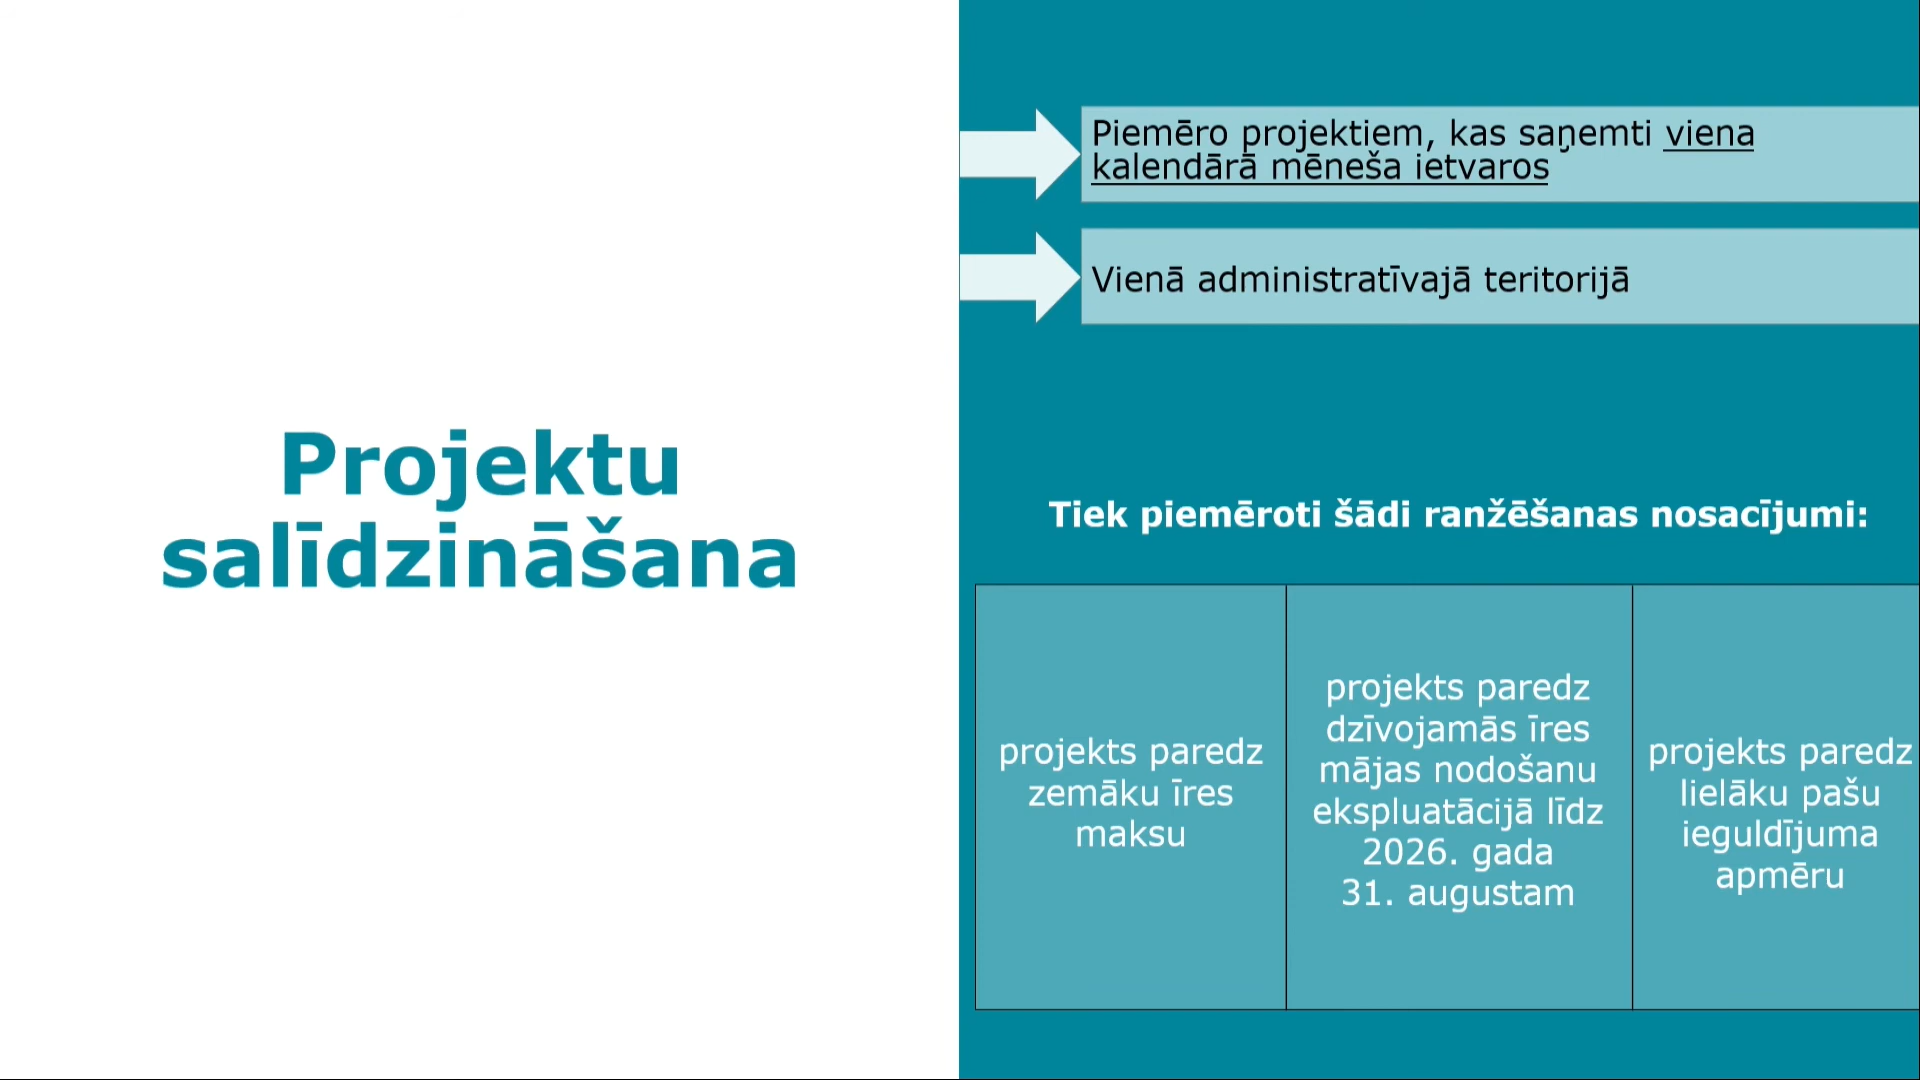 Projektu
salīdzināšana
Piemēro projektiem, kas saņemti viena
kalendārā mēneša ietvaros
Vienā administratīvajā teritorijā
Tiek piemēroti šādi ranžēšanas nosacījumi:
projekts paredz
zemāku īres
maksu
projekts paredz
dzīvojamās īres
mājas nodošanu
ekspluatācijā līdz
2026. gada
31. augustam
projekts paredz
lielāku pašu
ieguldījuma
apmēru